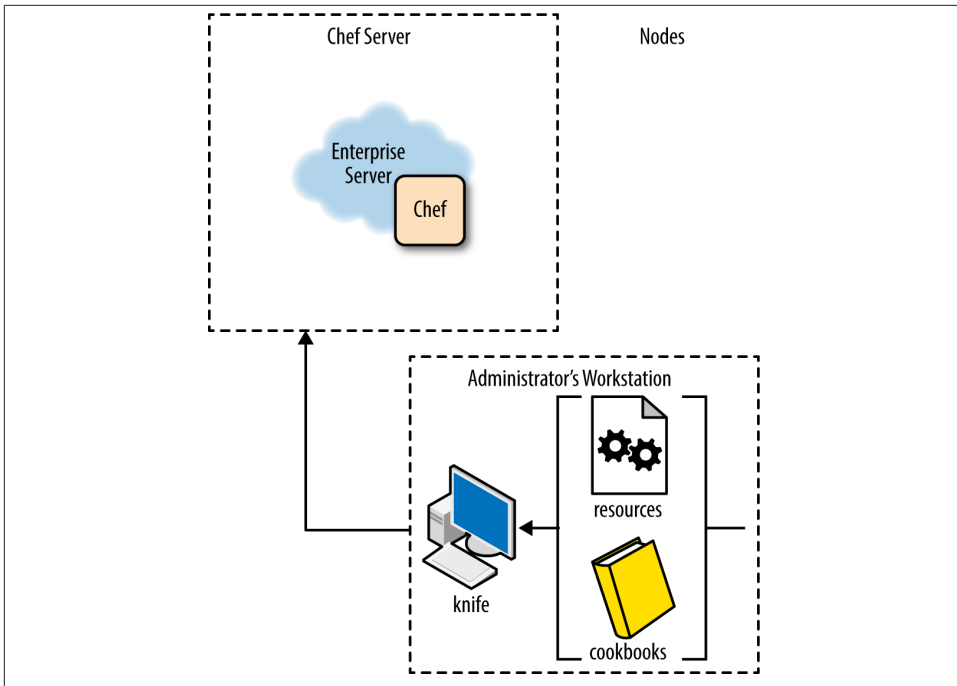 Chef Server
Nodes
Enterprise
Server
Chef
Administrator's Workstation
resources
knife
cookbooks